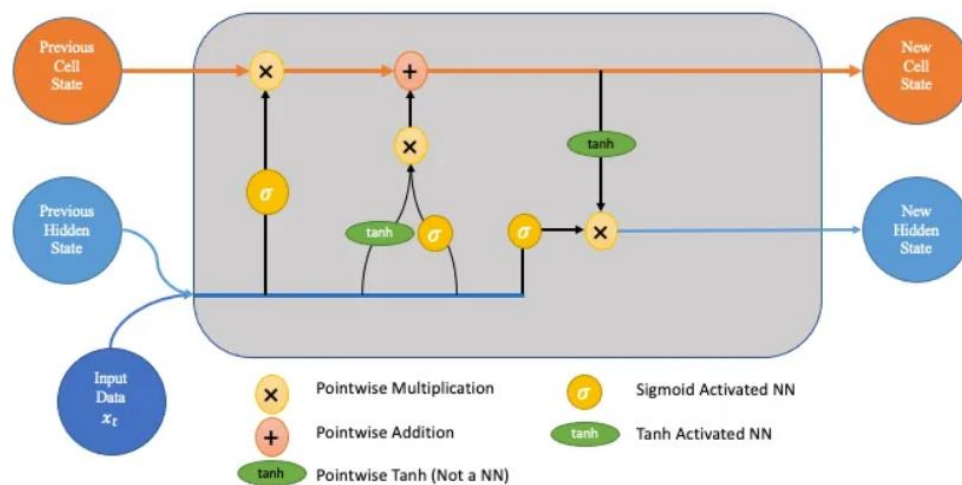 Previous
Cell
State
×
+
New
Cell
State
×
tanh
σ
Previous
Hidden
State
tanh
σ
σ
×
New
Hidden
State
Input
Data
x_t
× Pointwise Multiplication
σ Sigmoid Activated NN
+ Pointwise Addition
tanh Tanh Activated NN
tanh Pointwise Tanh (Not a NN)